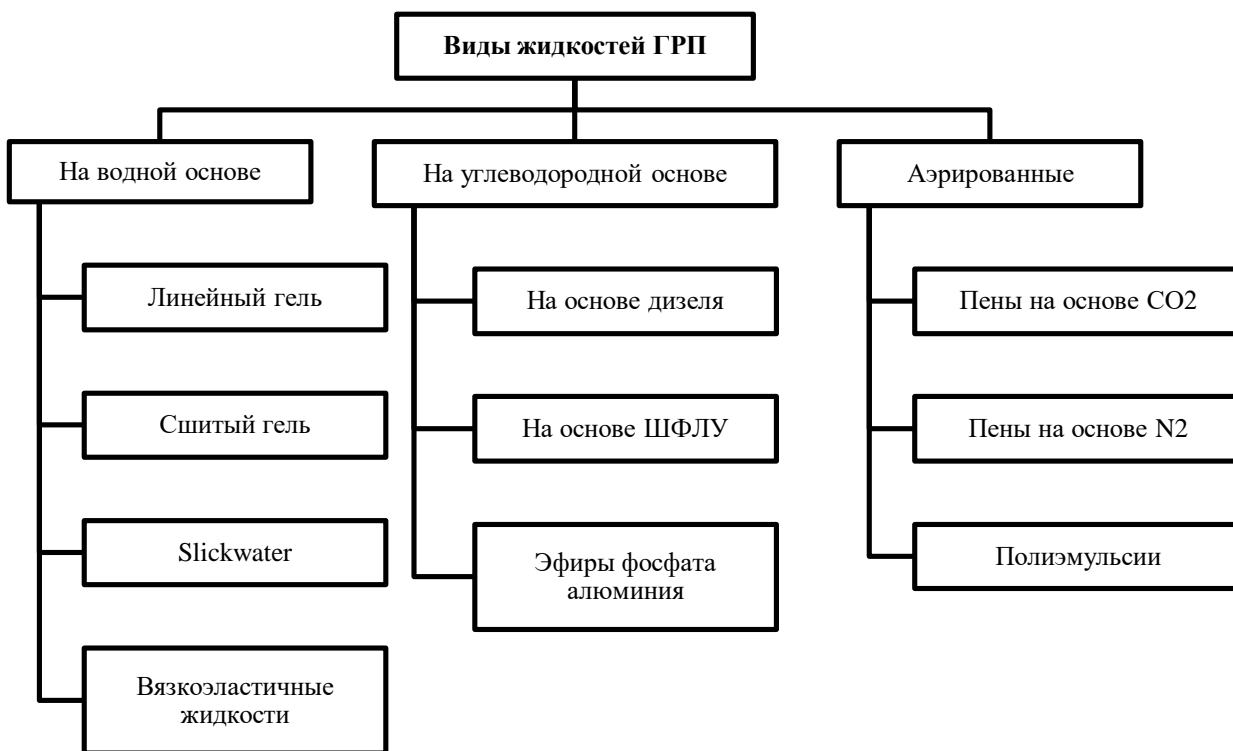 Виды жидкостей ГРП
На водной основе
На углеводородной основе
Аэрированные
Линейный гель
Сшитый гель
Slickwater
Вязкоэластичные
жидкости
На основе дизеля
На основе ШФЛУ
Эфиры фосфата
алюминия
Пены на основе CO2
Пены на основе N2
Полиэмульсии